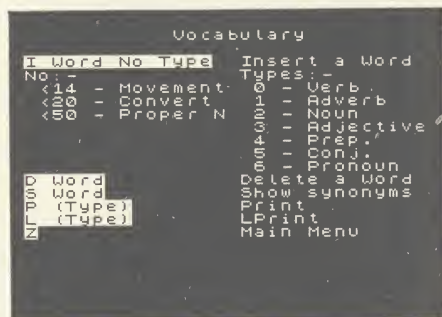 Vocabulary
I Word No Type Insert a Word
No:- Types:-
<14 - Movement 0 - Verb
<20 - Convert 1 - Adverb
<50 - Proper N 2 - Noun
3 - Adjective
4 - Prep.
5 - Conj.
6 - Pronoun
D Word Delete a Word
S Word Show synonyms
P (Type) Print
L (Type) LPrint
Z Main Menu